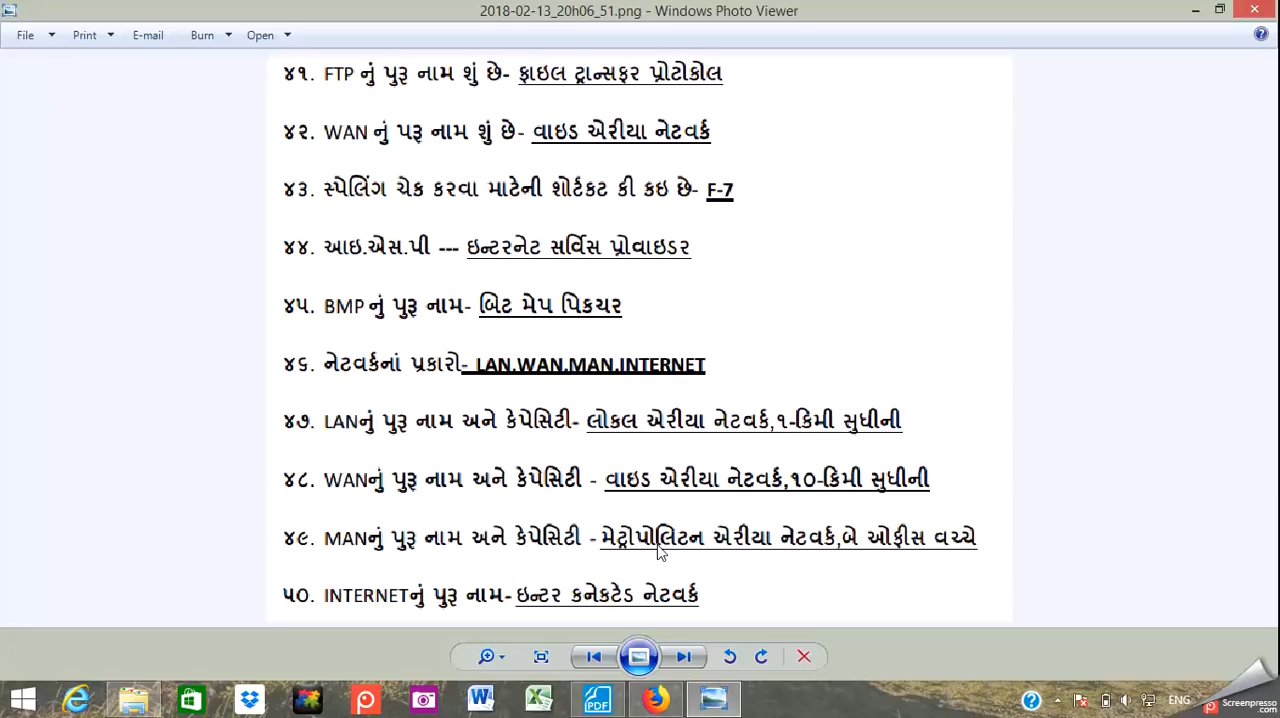 2018-02-13_20h06_51.png - Windows Photo Viewer
File Print E-mail Burn Open
૪૧. FTP નું પુરૂ નામ શું છે- ફાઇલ ટ્રાન્સફર પ્રોટોકોલ
૪૨. WAN નું પરૂ નામ શું છે- વાઇડ એરીયા નેટવર્ક
૪૩. સ્પેલિંગ ચેક કરવા માટેની શોર્ટકટ કી કઇ છે- F-7
૪૪. આઇ.એસ.પી --- ઇન્ટરનેટ સર્વિસ પ્રોવાઇડર
૪૫. BMP નું પુરૂ નામ- બિટ મેપ પિકચર
૪૬. નેટવર્કનાં પ્રકારો- LAN.WAN.MAN.INTERNET
૪૭. LANનું પુરૂ નામ અને કેપેસિટી- લોકલ એરીયા નેટવર્ક,૧-કિમી સુધીની
૪૮. WANનું પુરૂ નામ અને કેપેસિટી - વાઇડ એરીયા નેટવર્ક,૧૦-કિમી સુધીની
૪૯. MANનું પુરૂ નામ અને કેપેસિટી - મેટ્રોપોલિટન એરીયા નેટવર્ક,બે ઓફીસ વચ્ચે
૫૦. INTERNETનું પુરૂ નામ- ઇન્ટર કનેકટેડ નેટવર્ક
ENG
Screenpresso.com